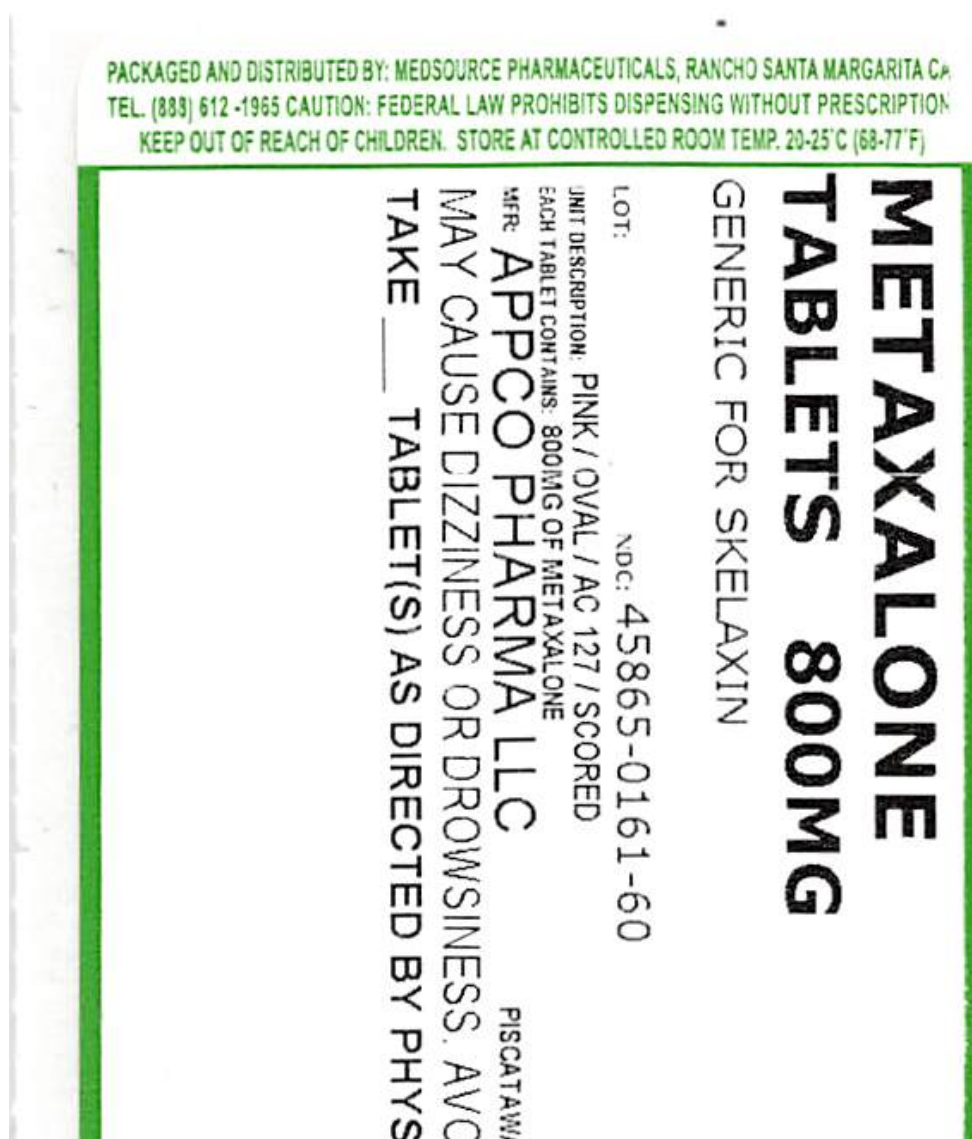 PACKAGED AND DISTRIBUTED BY: MEDSOURCE PHARMACEUTICALS, RANCHO SANTA MARGARITA CA
TEL. (888) 612 -1965 CAUTION: FEDERAL LAW PROHIBITS DISPENSING WITHOUT PRESCRIPTION
KEEP OUT OF REACH OF CHILDREN. STORE AT CONTROLLED ROOM TEMP. 20-25°C (68-77°F)
METAXALONE
TABLETS 800MG
GENERIC FOR SKELAXIN
LOT: NDC: 45865-0161-60
UNIT DESCRIPTION: PINK / OVAL / AC 127 / SCORED
EACH TABLET CONTAINS: 800MG OF METAXALONE
MFR: APPCO PHARMA LLC PISCATAWA
MAY CAUSE DIZZINESS OR DROWSINESS. AVO
TAKE ___ TABLET(S) AS DIRECTED BY PHYS